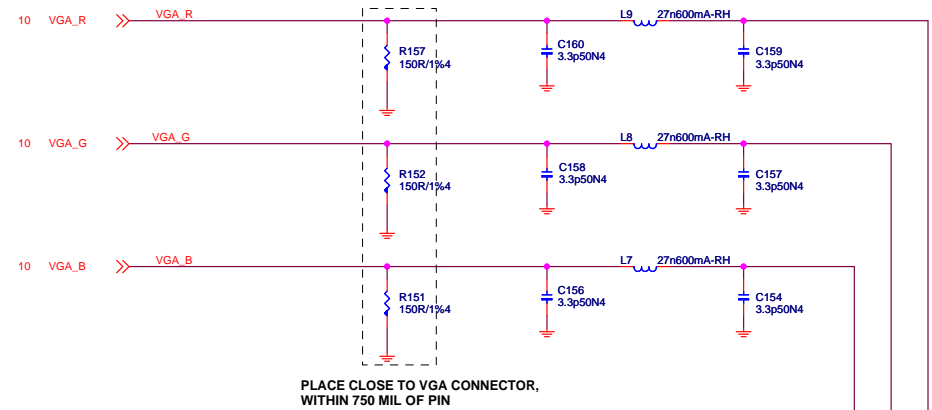 10 VGA_R VGA_R L9 27n600mA-RH
R157 C160 C159
150R/1%4 3.3p50N4 3.3p50N4
10 VGA_G VGA_G L8 27n600mA-RH
R152 C158 C157
150R/1%4 3.3p50N4 3.3p50N4
10 VGA_B VGA_B L7 27n600mA-RH
R151 C156 C154
150R/1%4 3.3p50N4 3.3p50N4
PLACE CLOSE TO VGA CONNECTOR,
WITHIN 750 MIL OF PIN